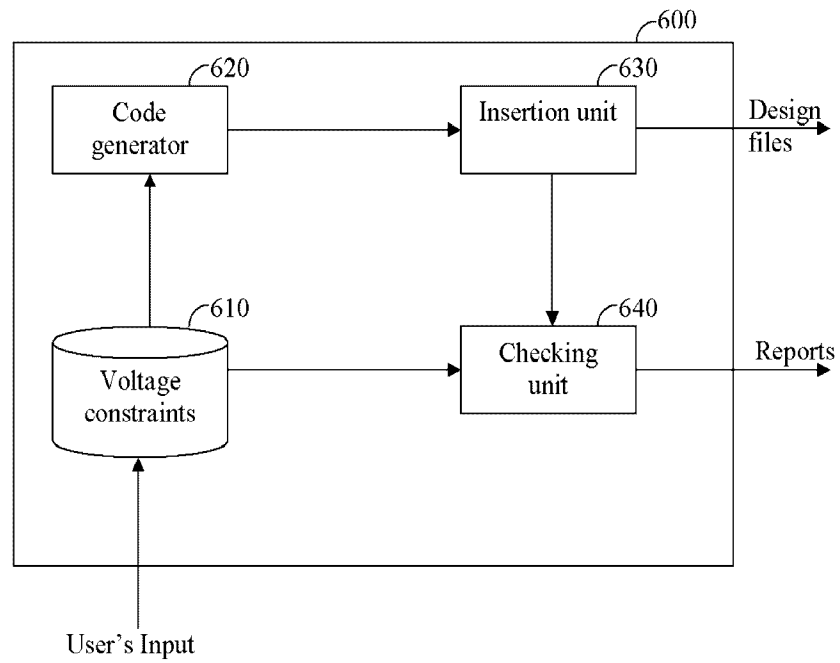 600
620
Code
generator
630
Insertion unit
Design
files
610
Voltage
constraints
640
Checking
unit
Reports
User's Input